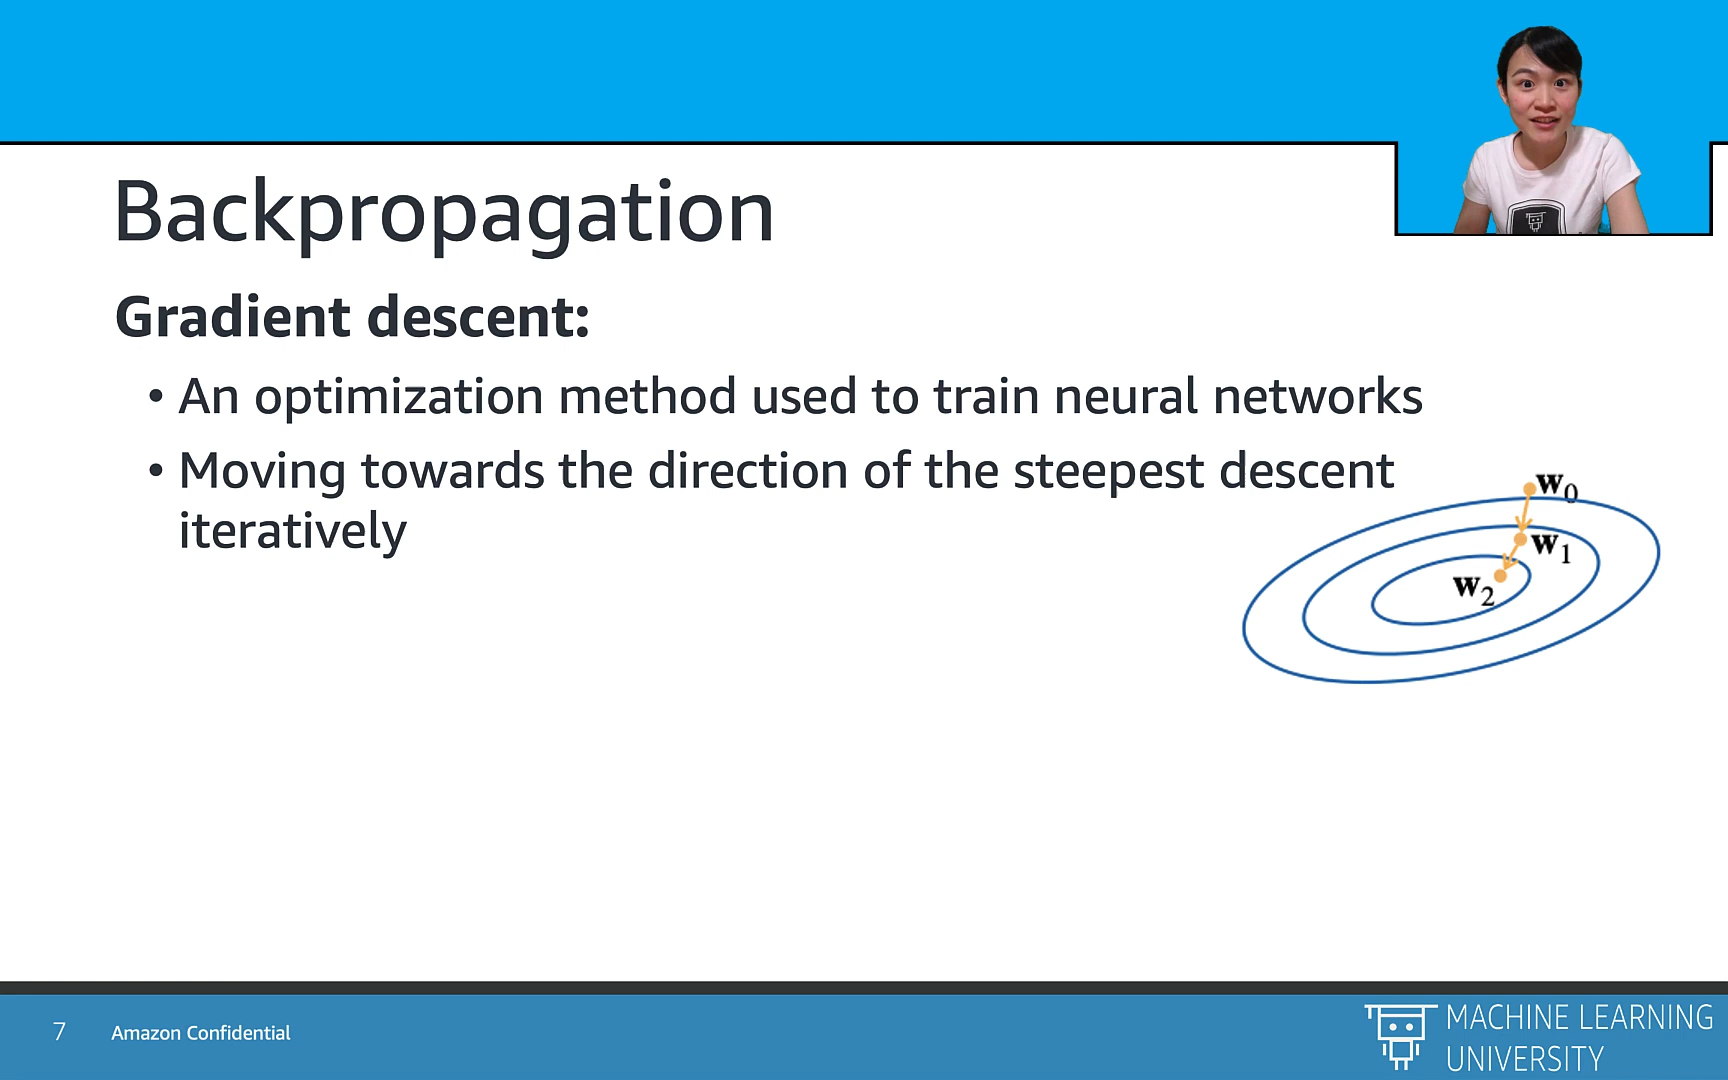 Backpropagation
Gradient descent:
• An optimization method used to train neural networks
• Moving towards the direction of the steepest descent
iteratively
w0
w1
w2
7 Amazon Confidential
MACHINE LEARNING
UNIVERSITY